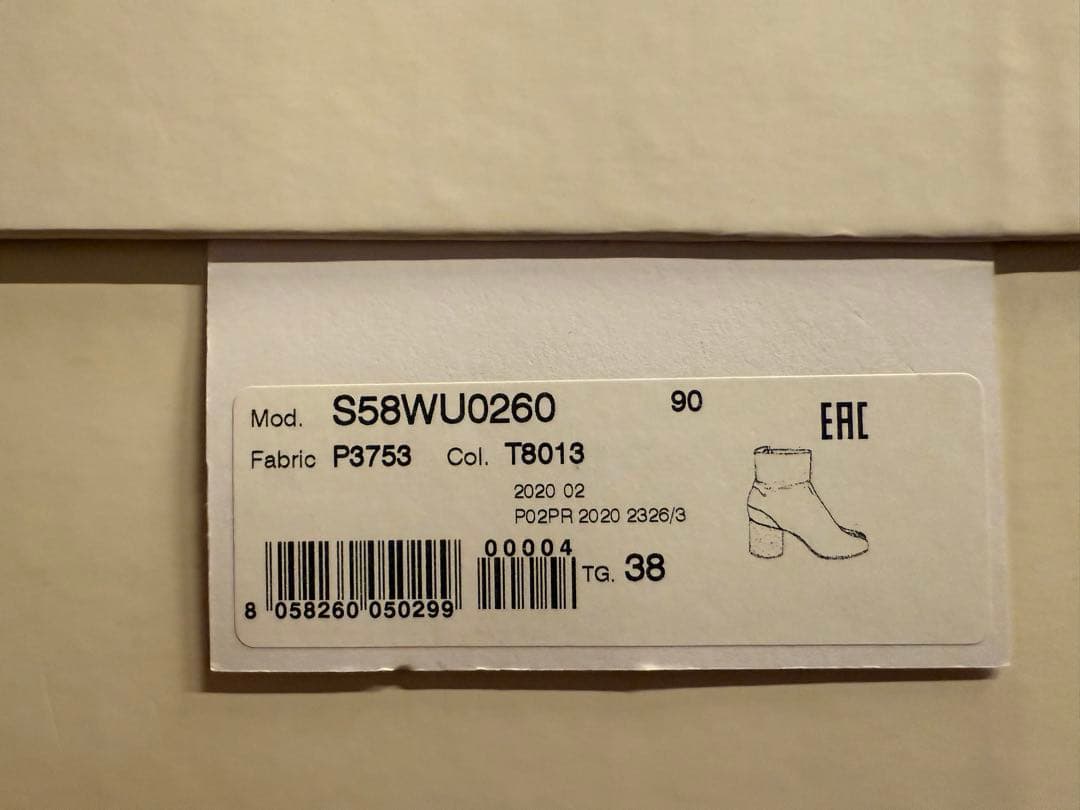 Mod. S58WU0260 90
EAC
Fabric P3753 Col. T8013
2020 02
P02PR 2020 2326/3
00004
TG. 38
8 058260 050299